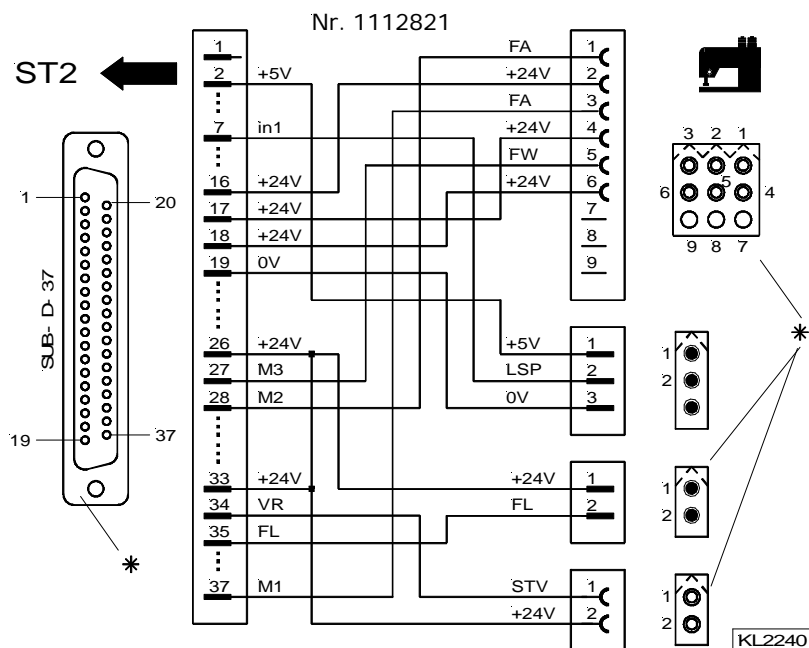 Nr. 1112821
ST2
SUB-D-37
1
20
19
37
*
1
2 +5V
7 in1
16 +24V
17 +24V
18 +24V
19 0V
26 +24V
27 M3
28 M2
33 +24V
34 VR
35 FL
37 M1
FA 1
+24V 2
FA 3
+24V 4
FW 5
+24V 6
7
8
9
+5V 1
LSP 2
0V 3
+24V 1
FL 2
STV 1
+24V 2
3 2 1
6 5 4
9 8 7
*
1
2
1
2
1
2
KL2240